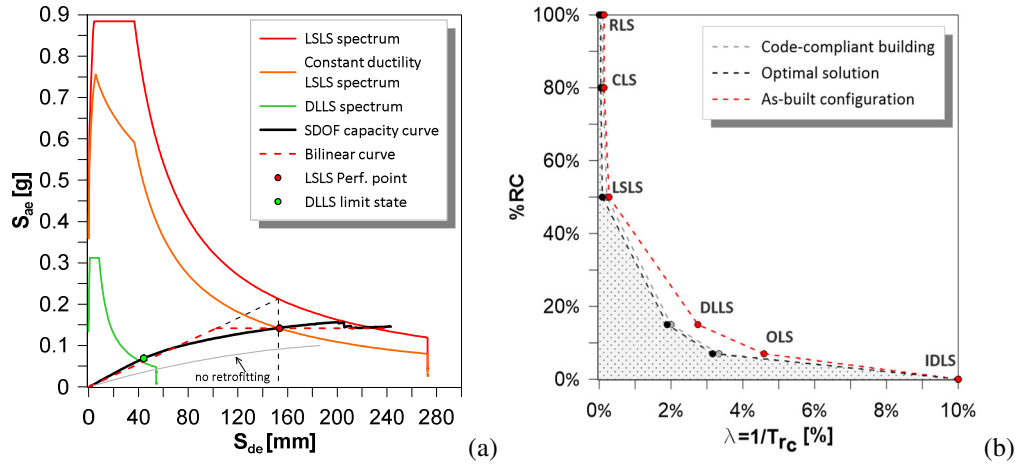 0.9
0.8
0.7
0.6
0.5
0.4
0.3
0.2
0.1
0
S_ae [g]
LSLS spectrum
Constant ductility
LSLS spectrum
DLLS spectrum
SDOF capacity curve
Bilinear curve
LSLS Perf. point
DLLS limit state
no retrofitting
0 40 80 120 160 200 240 280
S_de [mm]
(a)
100%
80%
60%
40%
20%
0%
%RC
RLS
CLS
LSLS
DLLS
OLS
IDLS
Code-compliant building
Optimal solution
As-built configuration
0% 2% 4% 6% 8% 10%
λ=1/T_rc [%]
(b)